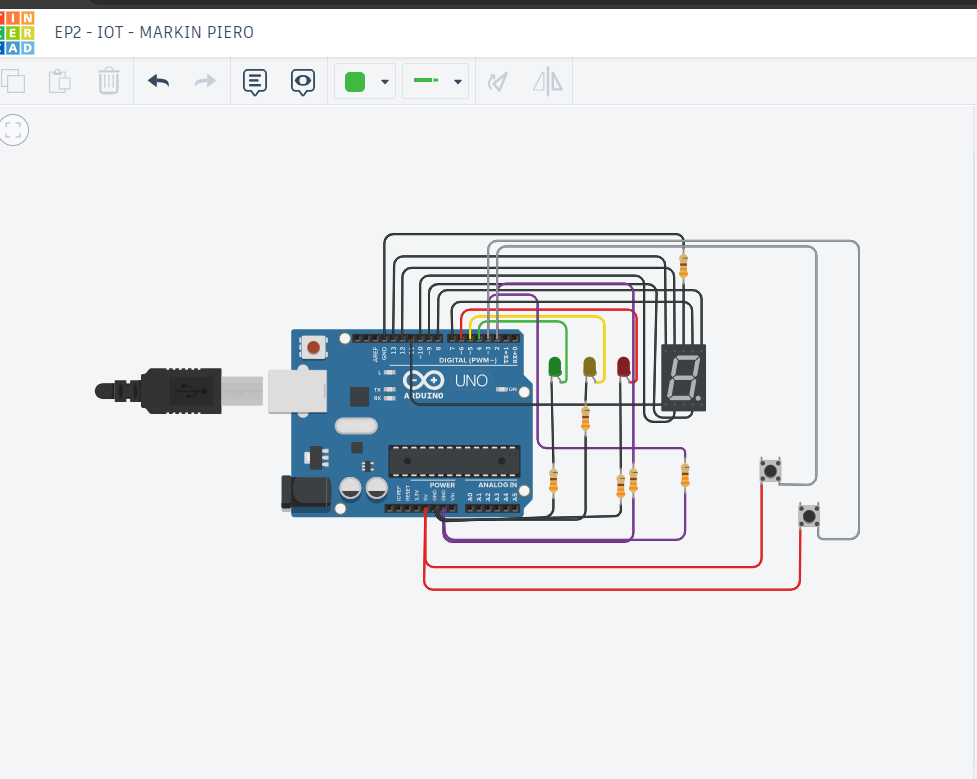 TIN
KER
CAD
EP2 - IOT - MARKIN PIERO
AREF
GND
13
12
~10
~9
8
7
~6
~5
4
~3
2
TX→1
RX←0
DIGITAL (PWM~)
L
TX
RX
UNO
ON
ARDUINO
POWER
ANALOG IN
IOREF
RESET
3.3V
5V
GND
GND
Vin
A0
A1
A2
A3
A4
A5